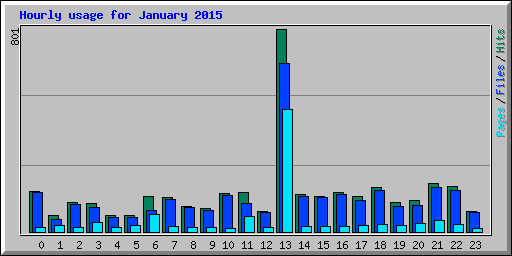 Hourly usage for January 2015
801
Pages/Files/Hits
0 1 2 3 4 5 6 7 8 9 10 11 12 13 14 15 16 17 18 19 20 21 22 23